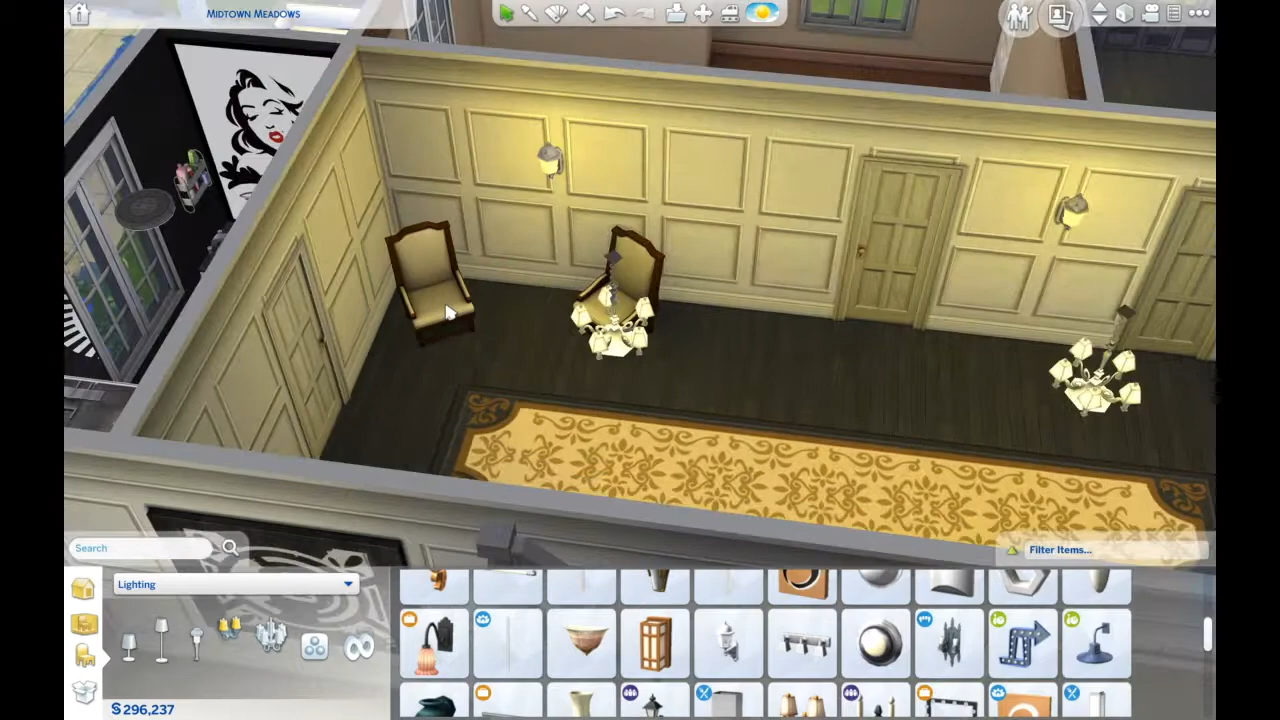 MIDTOWN MEADOWS
Search
Filter Items...
Lighting
§296,237